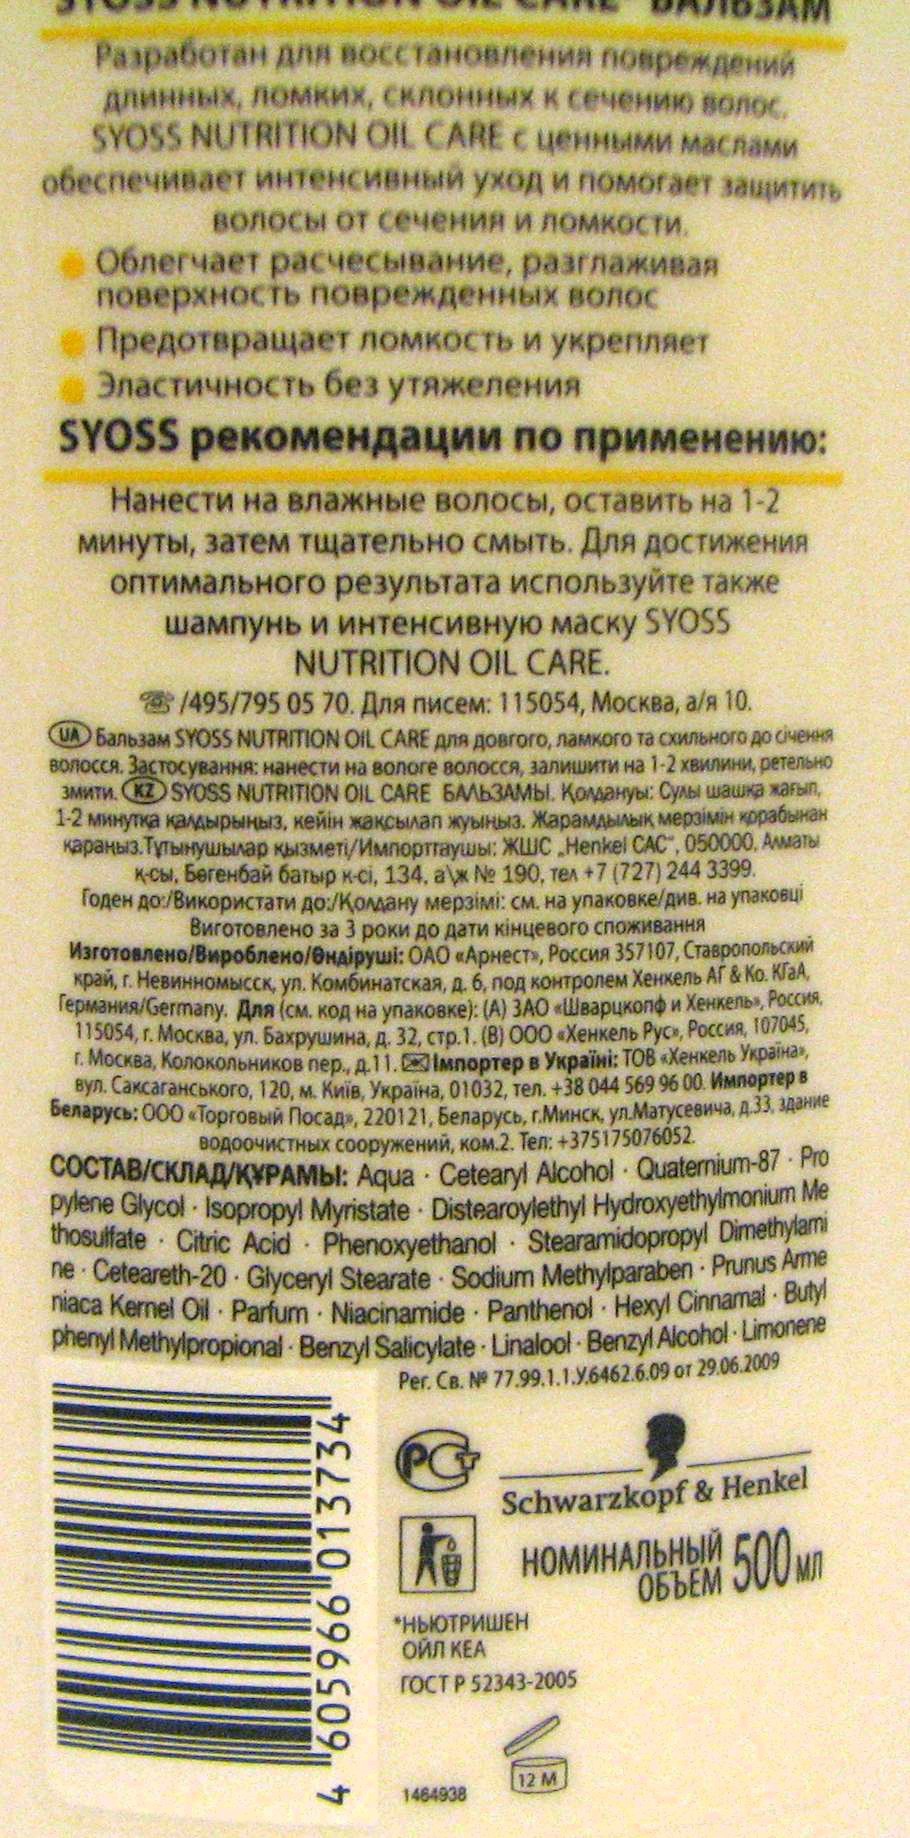 SYOSS NUTRITION OIL CARE* БАЛЬЗАМ
Разработан для восстановления повреждений
длинных, ломких, склонных к сечению волос.
SYOSS NUTRITION OIL CARE с ценными маслами
обеспечивает интенсивный уход и помогает защитить
волосы от сечения и ломкости.
Облегчает расчесывание, разглаживая
поверхность поврежденных волос
Предотвращает ломкость и укрепляет
Эластичность без утяжеления
SYOSS рекомендации по применению:
Нанести на влажные волосы, оставить на 1-2
минуты, затем тщательно смыть. Для достижения
оптимального результата используйте также
шампунь и интенсивную маску SYOSS
NUTRITION OIL CARE.
☏ /495/795 05 70. Для писем: 115054, Москва, а/я 10.
UA Бальзам SYOSS NUTRITION OIL CARE для довгого, ламкого та схильного до січення
волосся. Застосування: нанести на вологе волосся, залишити на 1-2 хвилини, ретельно
змити. KZ SYOSS NUTRITION OIL CARE БАЛЬЗАМЫ. Қолдануы: Сулы шашқа жағып,
1-2 минутқа қалдырыңыз, кейін жақсылап жуыңыз. Жарамдылық мерзімін қорабынан
қараңыз.Тұтынушылар қызметі/Импорттаушы: ЖШС „Henkel САС", 050000, Алматы
қ-сы, Бөгенбай батыр к-сі, 134, а\ж № 190, тел +7 (727) 244 3399.
Годен до:/Використати до:/Қолдану мерзімі: см. на упаковке/див. на упаковці
Виготовлено за 3 роки до дати кінцевого споживання
Изготовлено/Вироблено/Өндіруші: ОАО «Арнест», Россия 357107, Ставропольский
край, г. Невинномысск, ул. Комбинатская, д. 6, под контролем Хенкель АГ & Ко. КГаА,
Германия/Germany. Для (см. код на упаковке): (А) ЗАО «Шварцкопф и Хенкель», Россия,
115054, г. Москва, ул. Бахрушина, д. 32, стр.1. (В) ООО «Хенкель Рус», Россия, 107045,
г. Москва, Колокольников пер., д.11. ✉ Імпортер в Україні: ТОВ «Хенкель Україна»,
вул. Саксаганського, 120, м. Київ, Україна, 01032, тел. +38 044 569 96 00. Импортер в
Беларусь: ООО «Торговый Посад», 220121, Беларусь, г.Минск, ул.Матусевича, д.33, здание
водоочистных сооружений, ком.2. Тел: +375175076052.
СОСТАВ/СКЛАД/ҚҰРАМЫ: Aqua · Cetearyl Alcohol · Quaternium-87 · Pro
pylene Glycol · Isopropyl Myristate · Distearoylethyl Hydroxyethylmonium Me
thosulfate · Citric Acid · Phenoxyethanol · Stearamidopropyl Dimethylami
ne · Ceteareth-20 · Glyceryl Stearate · Sodium Methylparaben · Prunus Arme
niaca Kernel Oil · Parfum · Niacinamide · Panthenol · Hexyl Cinnamal · Butyl
phenyl Methylpropional · Benzyl Salicylate · Linalool · Benzyl Alcohol · Limonene
Рег. Св. № 77.99.1.1.У.6462.6.09 от 29.06.2009
4 605966 013734
РСТ
Schwarzkopf & Henkel
НОМИНАЛЬНЫЙ
ОБЪЕМ 500 мл
*НЬЮТРИШЕН
ОЙЛ КЕА
ГОСТ Р 52343-2005
12 M
1464938